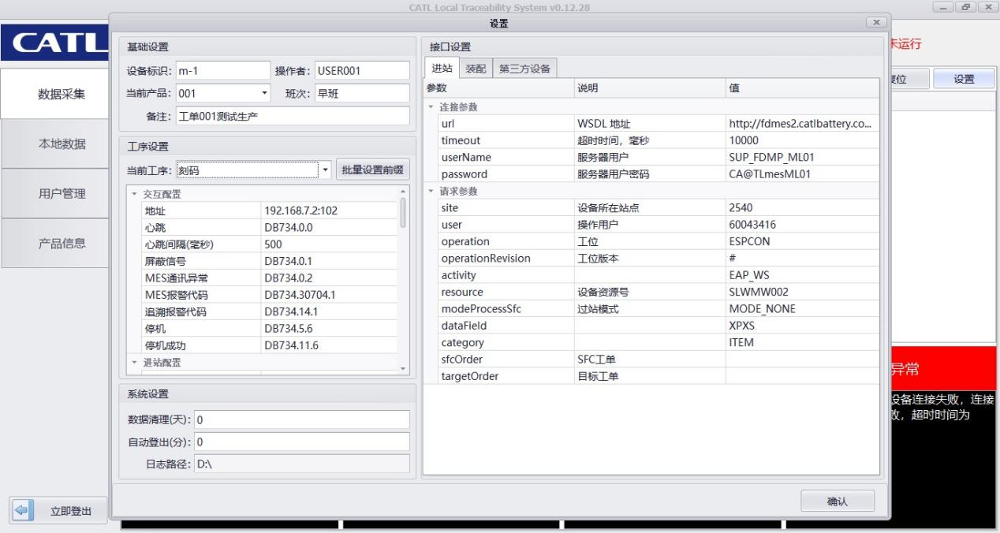 CATL Local Traceability System v0.12.28
设置
CATL
数据采集
本地数据
用户管理
产品信息
立即登出
基础设置
设备标识： m-1 操作者： USER001
当前产品： 001 班次： 早班
备注： 工单001测试生产
工序设置
当前工序： 刻码 批量设置前缀
交互配置
地址 192.168.7.2:102
心跳 DB734.0.0
心跳间隔(毫秒) 500
屏蔽信号 DB734.0.1
MES通讯异常 DB734.0.2
MES报警代码 DB734.30704.1
追溯报警代码 DB734.14.1
停机 DB734.5.6
停机成功 DB734.11.6
进站配置
系统设置
数据清理(天)： 0
自动登出(分)： 0
日志路径： D:\
接口设置
进站 装配 第三方设备
参数 说明 值
连接参数
url WSDL 地址 http://fdmes2.catlbattery.co...
timeout 超时时间，毫秒 10000
userName 服务器用户 SUP_FDMP_ML01
password 服务器用户密码 CA@TLmesML01
请求参数
site 设备所在站点 2540
user 操作用户 60043416
operation 工位 ESPCON
operationRevision 工位版本 #
activity EAP_WS
resource 设备资源号 SLWMW002
modeProcessSfc 过站模式 MODE_NONE
dataField XPXS
category ITEM
sfcOrder SFC工单
targetOrder 目标工单
确认
未运行
复位 设置
异常
设备连接失败，连接
败，超时时间为